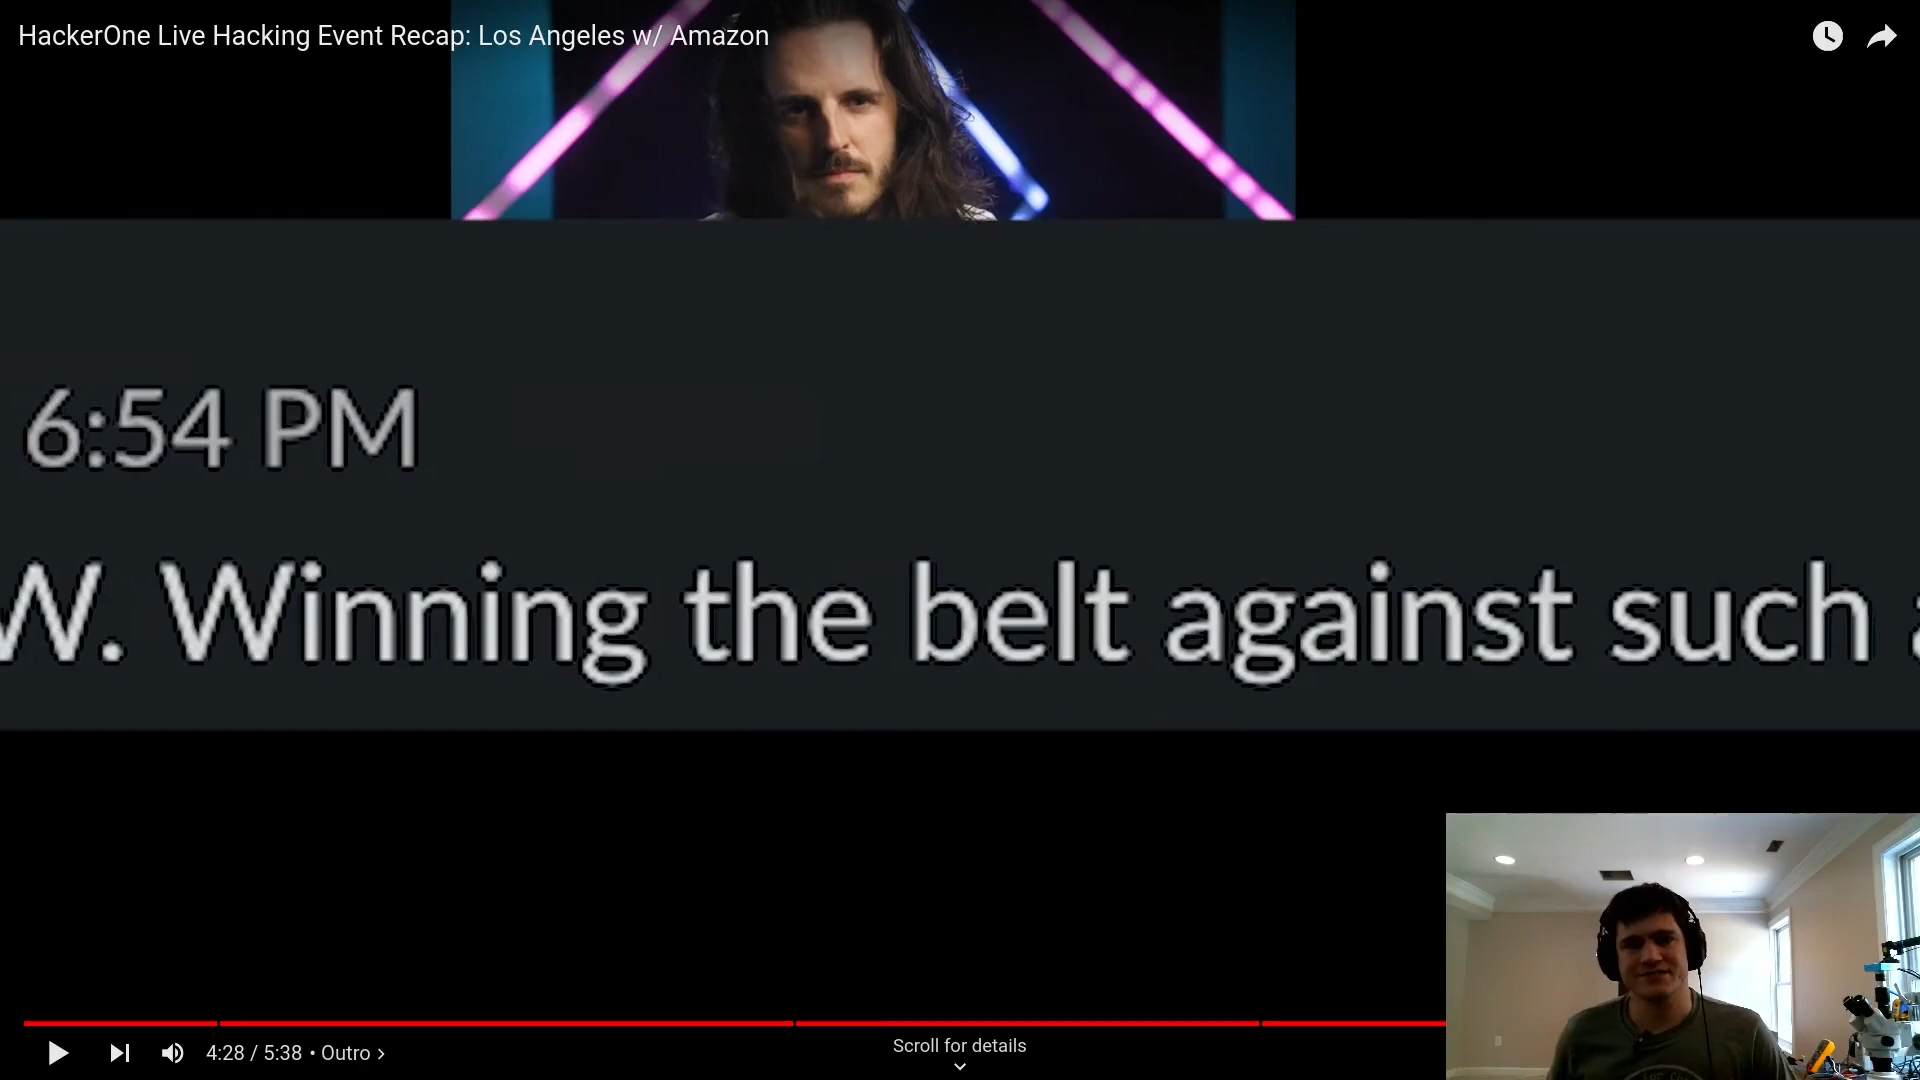 HackerOne Live Hacking Event Recap: Los Angeles w/ Amazon
6:54 PM
W. Winning the belt against such
4:28 / 5:38 • Outro
Scroll for details